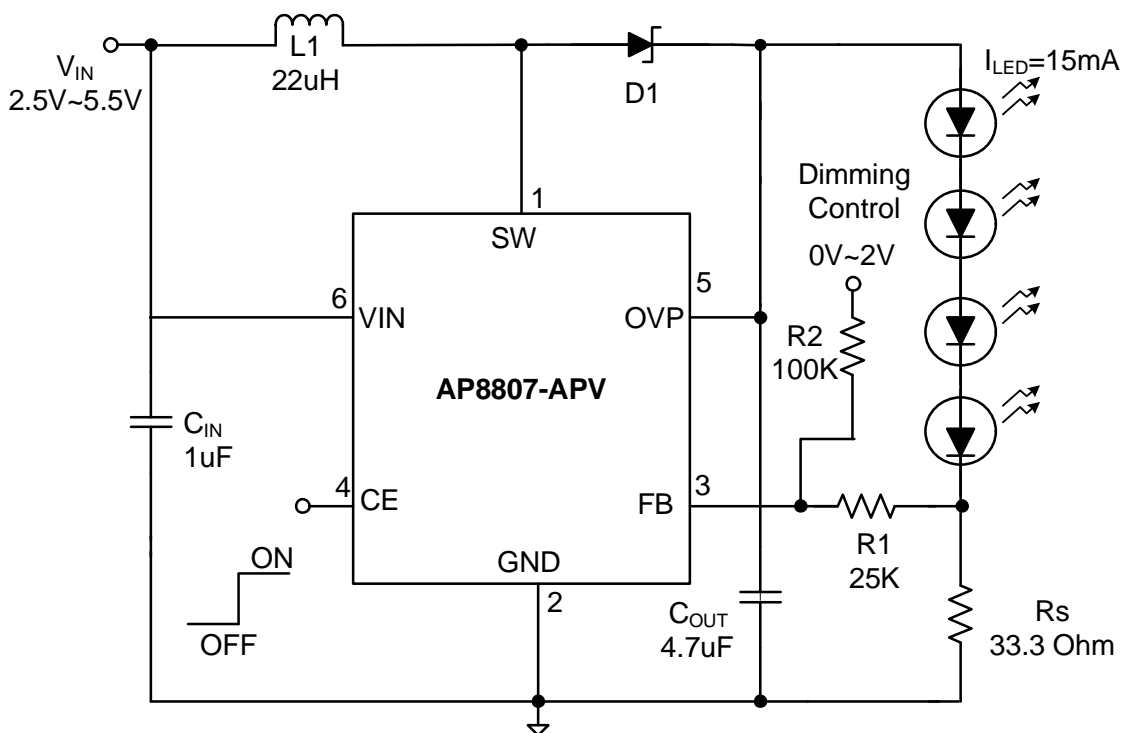 L1
22uH
VIN
2.5V~5.5V
D1
ILED=15mA
Dimming
Control
0V~2V
1
SW
6
VIN
5
OVP
R2
100K
AP8807-APV
CIN
1uF
4
CE
3
FB
R1
25K
GND
2
ON
OFF
COUT
4.7uF
Rs
33.3 Ohm